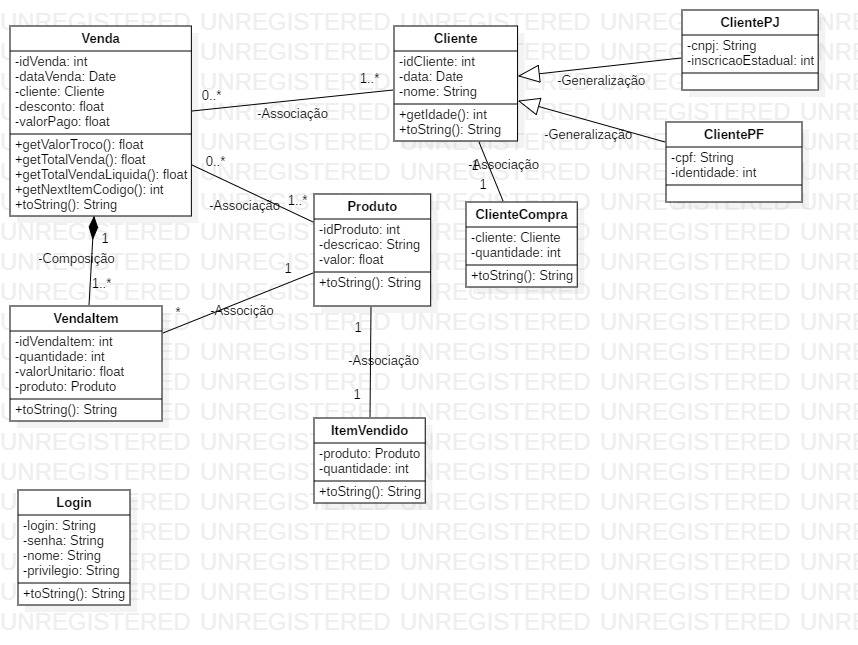 Venda
-idVenda: int
-dataVenda: Date
-cliente: Cliente
-desconto: float
-valorPago: float
+getValorTroco(): float
+getTotalVenda(): float
+getTotalVendaLiquida(): float
+getNextItemCodigo(): int
+toString(): String
0..*
1..*
-Associação
Cliente
-idCliente: int
-data: Date
-nome: String
+getIdade(): int
+toString(): String
ClientePJ
-cnpj: String
-inscricaoEstadual: int
-Generalização
-Generalização
ClientePF
-cpf: String
-identidade: int
-Associação
1
1
ClienteCompra
-cliente: Cliente
-quantidade: int
+toString(): String
0..*
-Associação
1..*
Produto
-idProduto: int
-descricao: String
-valor: float
+toString(): String
1
-Composição
1..*
1
-Associção
*
VendaItem
-idVendaItem: int
-quantidade: int
-valorUnitario: float
-produto: Produto
+toString(): String
1
-Associação
1
ItemVendido
-produto: Produto
-quantidade: int
+toString(): String
Login
-login: String
-senha: String
-nome: String
-privilegio: String
+toString(): String
UNREGISTERED UNREGISTERED UNREGISTERED UNREGISTERED